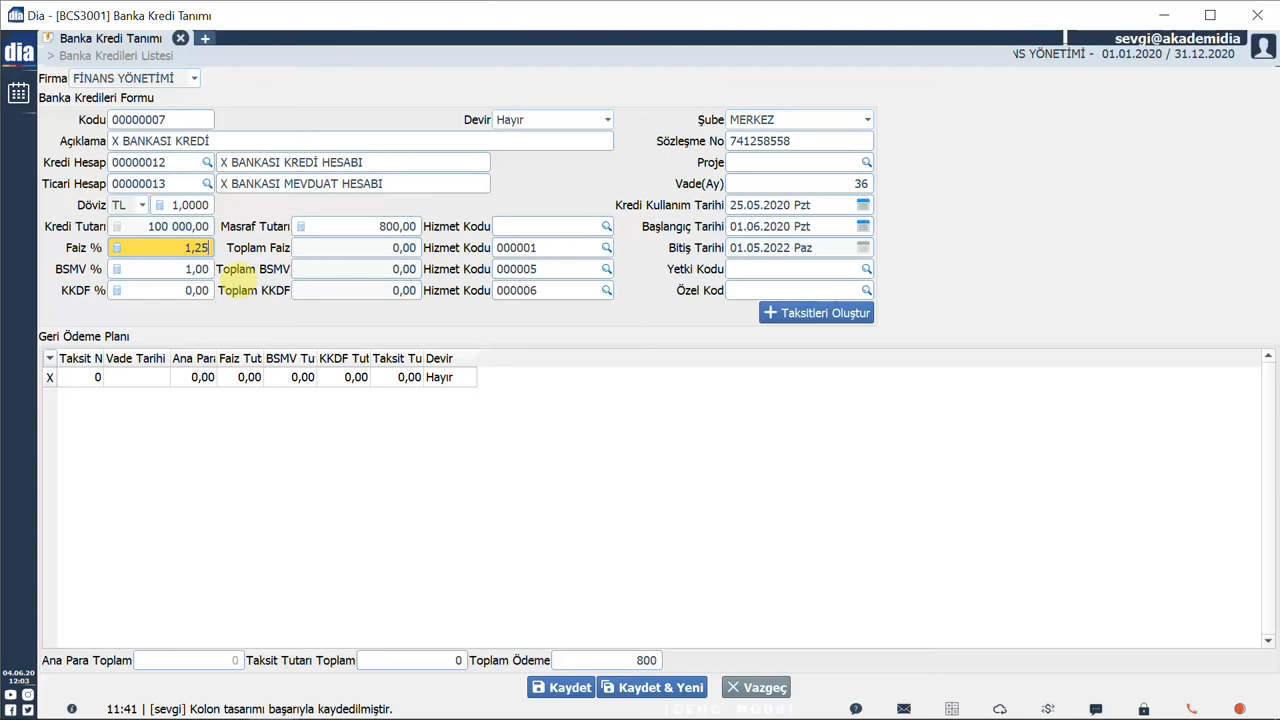 Dia - [BCS3001] Banka Kredi Tanımı
dia Banka Kredi Tanımı sevgi@akademidia
> Banka Kredileri Listesi NS YÖNETİMİ - 01.01.2020 / 31.12.2020
Firma FİNANS YÖNETİMİ
Banka Kredileri Formu
Kodu 00000007 Devir Hayır Şube MERKEZ
Açıklama X BANKASI KREDİ Sözleşme No 741258558
Kredi Hesap 00000012 X BANKASI KREDİ HESABI Proje
Ticari Hesap 00000013 X BANKASI MEVDUAT HESABI Vade(Ay) 36
Döviz TL 1,0000 Kredi Kullanım Tarihi 25.05.2020 Pzt
Kredi Tutarı 100 000,00 Masraf Tutarı 800,00 Hizmet Kodu Başlangıç Tarihi 01.06.2020 Pzt
Faiz % 1,25 Toplam Faiz 0,00 Hizmet Kodu 000001 Bitiş Tarihi 01.05.2022 Paz
BSMV % 1,00 Toplam BSMV 0,00 Hizmet Kodu 000005 Yetki Kodu
KKDF % 0,00 Toplam KKDF 0,00 Hizmet Kodu 000006 Özel Kod
+ Taksitleri Oluştur
Geri Ödeme Planı
Taksit N Vade Tarihi Ana Para Faiz Tut BSMV Tu KKDF Tut Taksit Tu Devir
X 0 0,00 0,00 0,00 0,00 0,00 Hayır
Ana Para Toplam 0 Taksit Tutarı Toplam 0 Toplam Ödeme 800
Kaydet Kaydet & Yeni Vazgeç
04.06.20
12:03
11:41 | [sevgi] Kolon tasarımı başarıyla kaydedilmiştir.